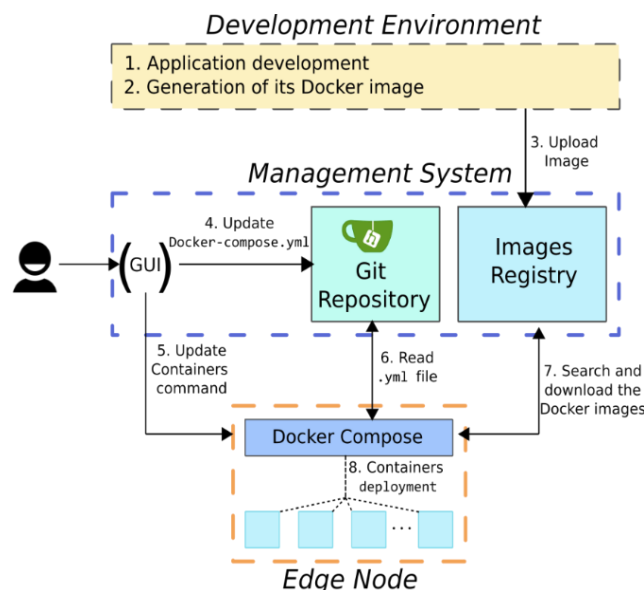 Development Environment
1. Application development
2. Generation of its Docker image
3. Upload
Image
Management System
4. Update
Docker-compose.yml
(GUI)
Git
Repository
Images
Registry
5. Update
Containers
command
6. Read
.yml file
7. Search and
download the
Docker images
Docker Compose
8. Containers
deployment
...
Edge Node